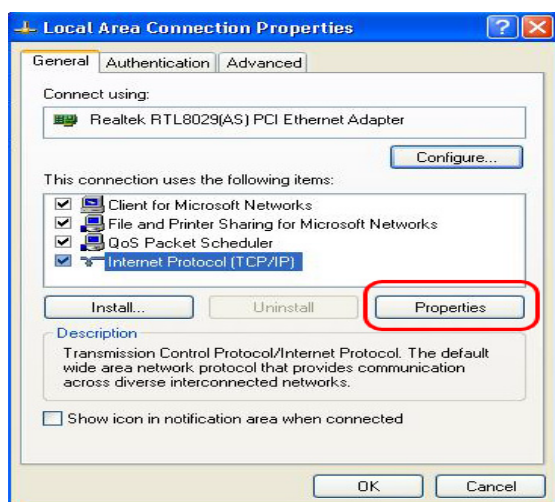 Local Area Connection Properties
General Authentication Advanced
Connect using:
Realtek RTL8029(AS) PCI Ethernet Adapter
Configure...
This connection uses the following items:
Client for Microsoft Networks
File and Printer Sharing for Microsoft Networks
QoS Packet Scheduler
Internet Protocol (TCP/IP)
Install... Uninstall Properties
Description
Transmission Control Protocol/Internet Protocol. The default
wide area network protocol that provides communication
across diverse interconnected networks.
Show icon in notification area when connected
OK Cancel